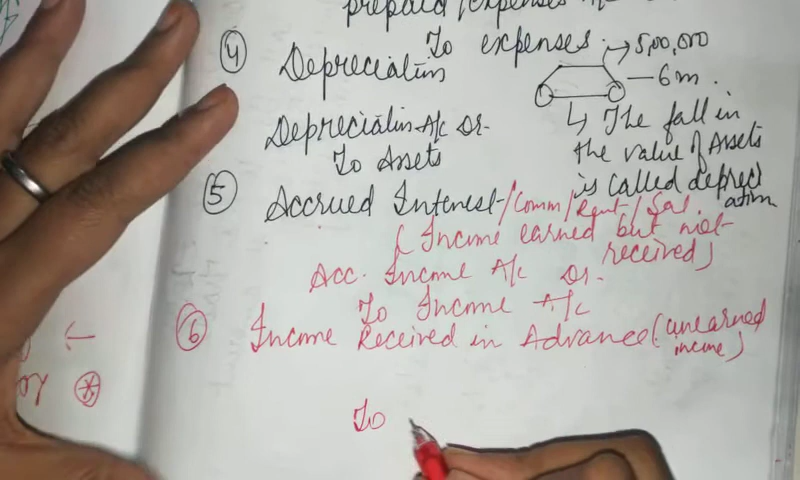 prepaid/expenses A/c
To expenses.
④ Depreciation
→ 5,00,000
— 6m.
Depreciation A/c Dr.
To Assets
↳ The fall in
the value of Assets
is called depreci
ation
⑤ Accrued Interest/Comm/Rent/Sal.
(Income earned but not
received)
Acc. Income A/c Dr.
To Income A/c
⑥ Income Received in Advance (unearned
income)
To